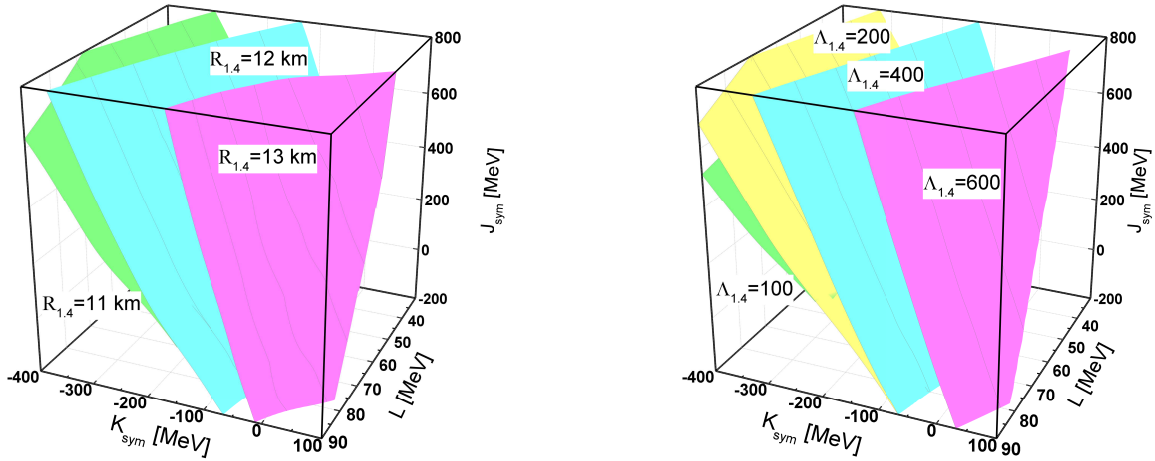 R1.4=12 km
R1.4=13 km
R1.4=11 km
800
600
400
200
0
-200
Jsym [MeV]
40
50
60
70
80
90
L [MeV]
-400
-300
-200
-100
0
100
Ksym [MeV]
Λ1.4=200
Λ1.4=400
Λ1.4=600
Λ1.4=100
800
600
400
200
0
-200
Jsym [MeV]
40
50
60
70
80
90
L [MeV]
-400
-300
-200
-100
0
100
Ksym [MeV]